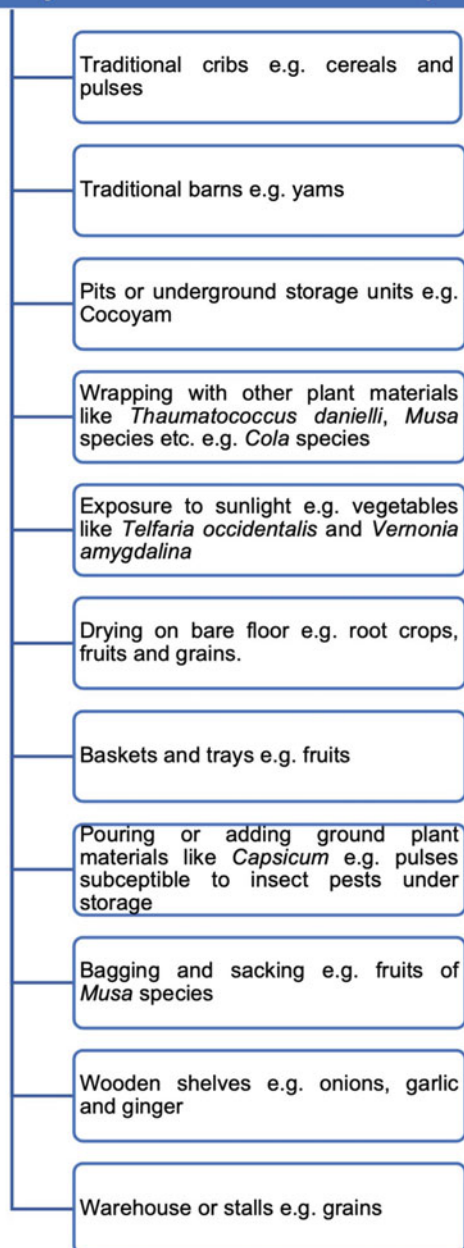 Traditional cribs e.g. cereals and
pulses
Traditional barns e.g. yams
Pits or underground storage units e.g.
Cocoyam
Wrapping with other plant materials
like Thaumatococcus danielli, Musa
species etc. e.g. Cola species
Exposure to sunlight e.g. vegetables
like Telfaria occidentalis and Vernonia
amygdalina
Drying on bare floor e.g. root crops,
fruits and grains.
Baskets and trays e.g. fruits
Pouring or adding ground plant
materials like Capsicum e.g. pulses
subceptible to insect pests under
storage
Bagging and sacking e.g. fruits of
Musa species
Wooden shelves e.g. onions, garlic
and ginger
Warehouse or stalls e.g. grains